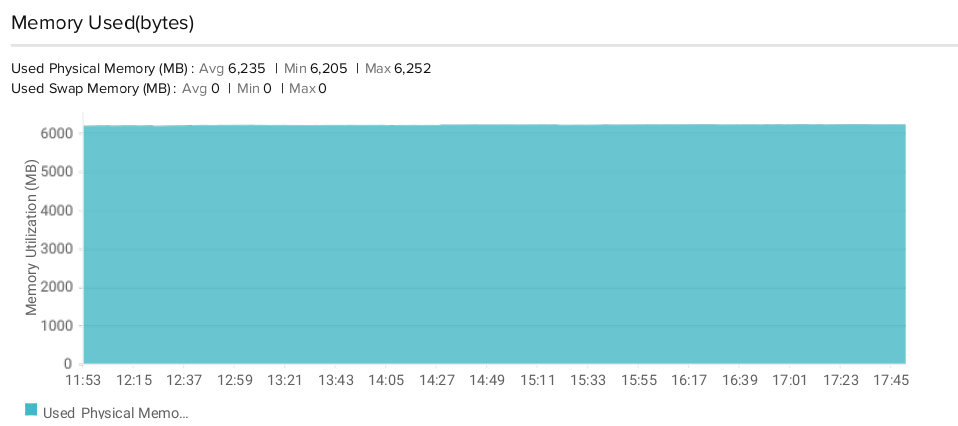 Memory Used(bytes)
Used Physical Memory (MB) : Avg 6,235 | Min 6,205 | Max 6,252
Used Swap Memory (MB) : Avg 0 | Min 0 | Max 0
Memory Utilization (MB)
6000
5000
4000
3000
2000
1000
0
11:53 12:15 12:37 12:59 13:21 13:43 14:05 14:27 14:49 15:11 15:33 15:55 16:17 16:39 17:01 17:23 17:45
Used Physical Memo...